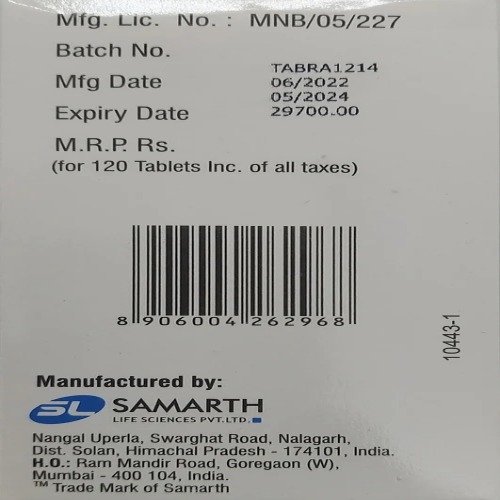 Mfg. Lic. No. : MNB/05/227
Batch No. TABRA1214
Mfg Date 06/2022
Expiry Date 05/2024
M.R.P. Rs. 29700.00
(for 120 Tablets Inc. of all taxes)
8 906004 262968
10443-1
Manufactured by:
SL SAMARTH
LIFE SCIENCES PVT.LTD.
Nangal Uperla, Swarghat Road, Nalagarh,
Dist. Solan, Himachal Pradesh - 174101, India.
H.O.: Ram Mandir Road, Goregaon (W),
Mumbai - 400 104, India.
™ Trade Mark of Samarth